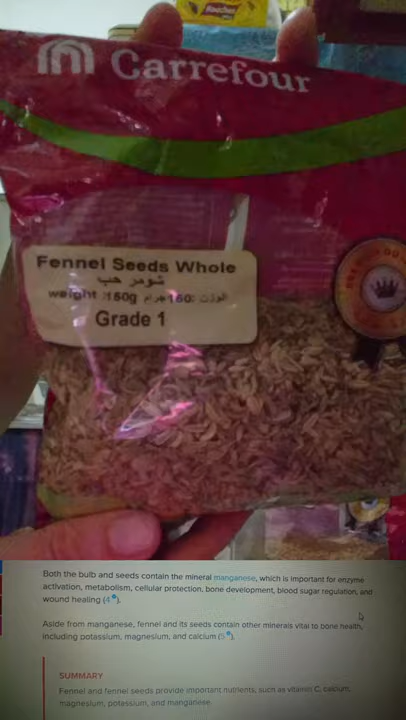 Carrefour
Fennel Seeds Whole
شومر حب
weight :150g الوزن: 150 جرام
Grade 1
Both the bulb and seeds contain the mineral manganese, which is important for enzyme
activation, metabolism, cellular protection, bone development, blood sugar regulation, and
wound healing (4).
Aside from manganese, fennel and its seeds contain other minerals vital to bone health,
including potassium, magnesium, and calcium
SUMMARY
Fennel and fennel seeds provide important nutrients, such as vitamin C, calcium,
magnesium, potassium, and manganese